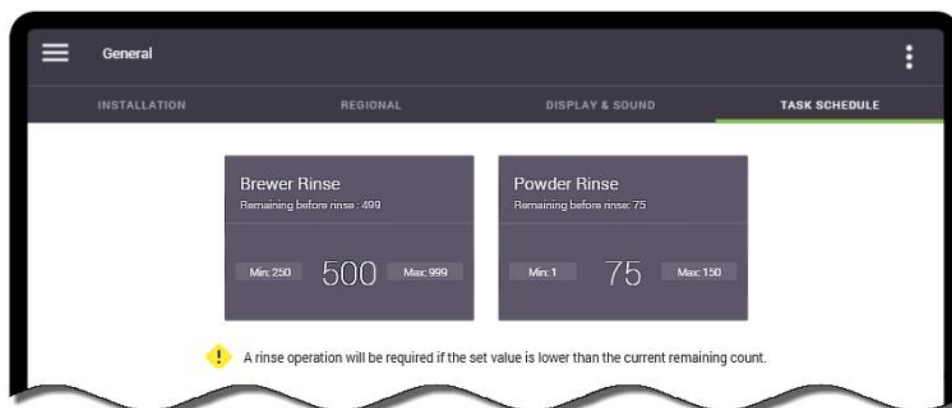 General
INSTALLATION REGIONAL DISPLAY & SOUND TASK SCHEDULE
Brewer Rinse
Remaining before rinse : 499
Min: 250 500 Max: 999
Powder Rinse
Remaining before rinse: 75
Min: 1 75 Max: 150
A rinse operation will be required if the set value is lower than the current remaining count.